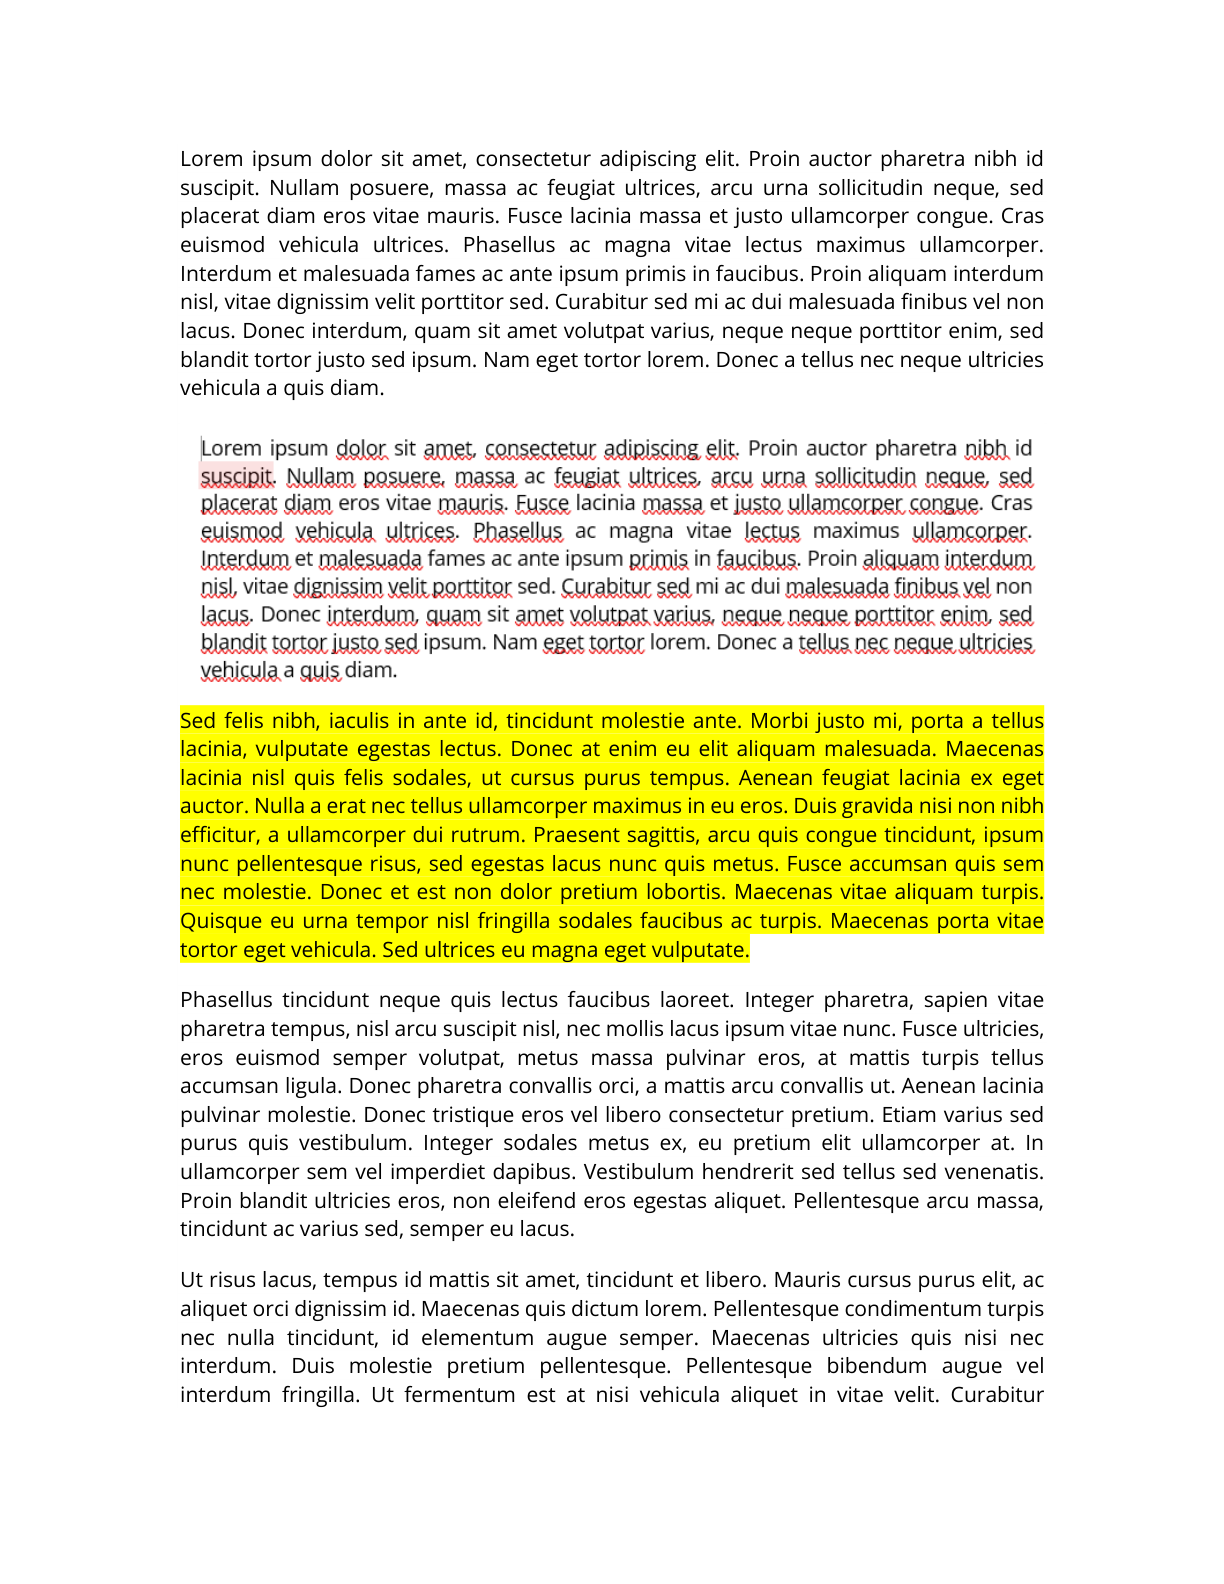 Lorem ipsum dolor sit amet, consectetur adipiscing elit. Proin auctor pharetra nibh id
suscipit. Nullam posuere, massa ac feugiat ultrices, arcu urna sollicitudin neque, sed
placerat diam eros vitae mauris. Fusce lacinia massa et justo ullamcorper congue. Cras
euismod vehicula ultrices. Phasellus ac magna vitae lectus maximus ullamcorper.
Interdum et malesuada fames ac ante ipsum primis in faucibus. Proin aliquam interdum
nisl, vitae dignissim velit porttitor sed. Curabitur sed mi ac dui malesuada finibus vel non
lacus. Donec interdum, quam sit amet volutpat varius, neque neque porttitor enim, sed
blandit tortor justo sed ipsum. Nam eget tortor lorem. Donec a tellus nec neque ultricies
vehicula a quis diam.
Lorem ipsum dolor sit amet, consectetur adipiscing elit. Proin auctor pharetra nibh id
suscipit. Nullam posuere, massa ac feugiat ultrices, arcu urna sollicitudin neque, sed
placerat diam eros vitae mauris. Fusce lacinia massa et justo ullamcorper congue. Cras
euismod vehicula ultrices. Phasellus ac magna vitae lectus maximus ullamcorper.
Interdum et malesuada fames ac ante ipsum primis in faucibus. Proin aliquam interdum
nisl, vitae dignissim velit porttitor sed. Curabitur sed mi ac dui malesuada finibus vel non
lacus. Donec interdum, quam sit amet volutpat varius, neque neque porttitor enim, sed
blandit tortor justo sed ipsum. Nam eget tortor lorem. Donec a tellus nec neque ultricies
vehicula a quis diam.
Sed felis nibh, iaculis in ante id, tincidunt molestie ante. Morbi justo mi, porta a tellus
lacinia, vulputate egestas lectus. Donec at enim eu elit aliquam malesuada. Maecenas
lacinia nisl quis felis sodales, ut cursus purus tempus. Aenean feugiat lacinia ex eget
auctor. Nulla a erat nec tellus ullamcorper maximus in eu eros. Duis gravida nisi non nibh
efficitur, a ullamcorper dui rutrum. Praesent sagittis, arcu quis congue tincidunt, ipsum
nunc pellentesque risus, sed egestas lacus nunc quis metus. Fusce accumsan quis sem
nec molestie. Donec et est non dolor pretium lobortis. Maecenas vitae aliquam turpis.
Quisque eu urna tempor nisl fringilla sodales faucibus ac turpis. Maecenas porta vitae
tortor eget vehicula. Sed ultrices eu magna eget vulputate.
Phasellus tincidunt neque quis lectus faucibus laoreet. Integer pharetra, sapien vitae
pharetra tempus, nisl arcu suscipit nisl, nec mollis lacus ipsum vitae nunc. Fusce ultricies,
eros euismod semper volutpat, metus massa pulvinar eros, at mattis turpis tellus
accumsan ligula. Donec pharetra convallis orci, a mattis arcu convallis ut. Aenean lacinia
pulvinar molestie. Donec tristique eros vel libero consectetur pretium. Etiam varius sed
purus quis vestibulum. Integer sodales metus ex, eu pretium elit ullamcorper at. In
ullamcorper sem vel imperdiet dapibus. Vestibulum hendrerit sed tellus sed venenatis.
Proin blandit ultricies eros, non eleifend eros egestas aliquet. Pellentesque arcu massa,
tincidunt ac varius sed, semper eu lacus.
Ut risus lacus, tempus id mattis sit amet, tincidunt et libero. Mauris cursus purus elit, ac
aliquet orci dignissim id. Maecenas quis dictum lorem. Pellentesque condimentum turpis
nec nulla tincidunt, id elementum augue semper. Maecenas ultricies quis nisi nec
interdum. Duis molestie pretium pellentesque. Pellentesque bibendum augue vel
interdum fringilla. Ut fermentum est at nisi vehicula aliquet in vitae velit. Curabitur